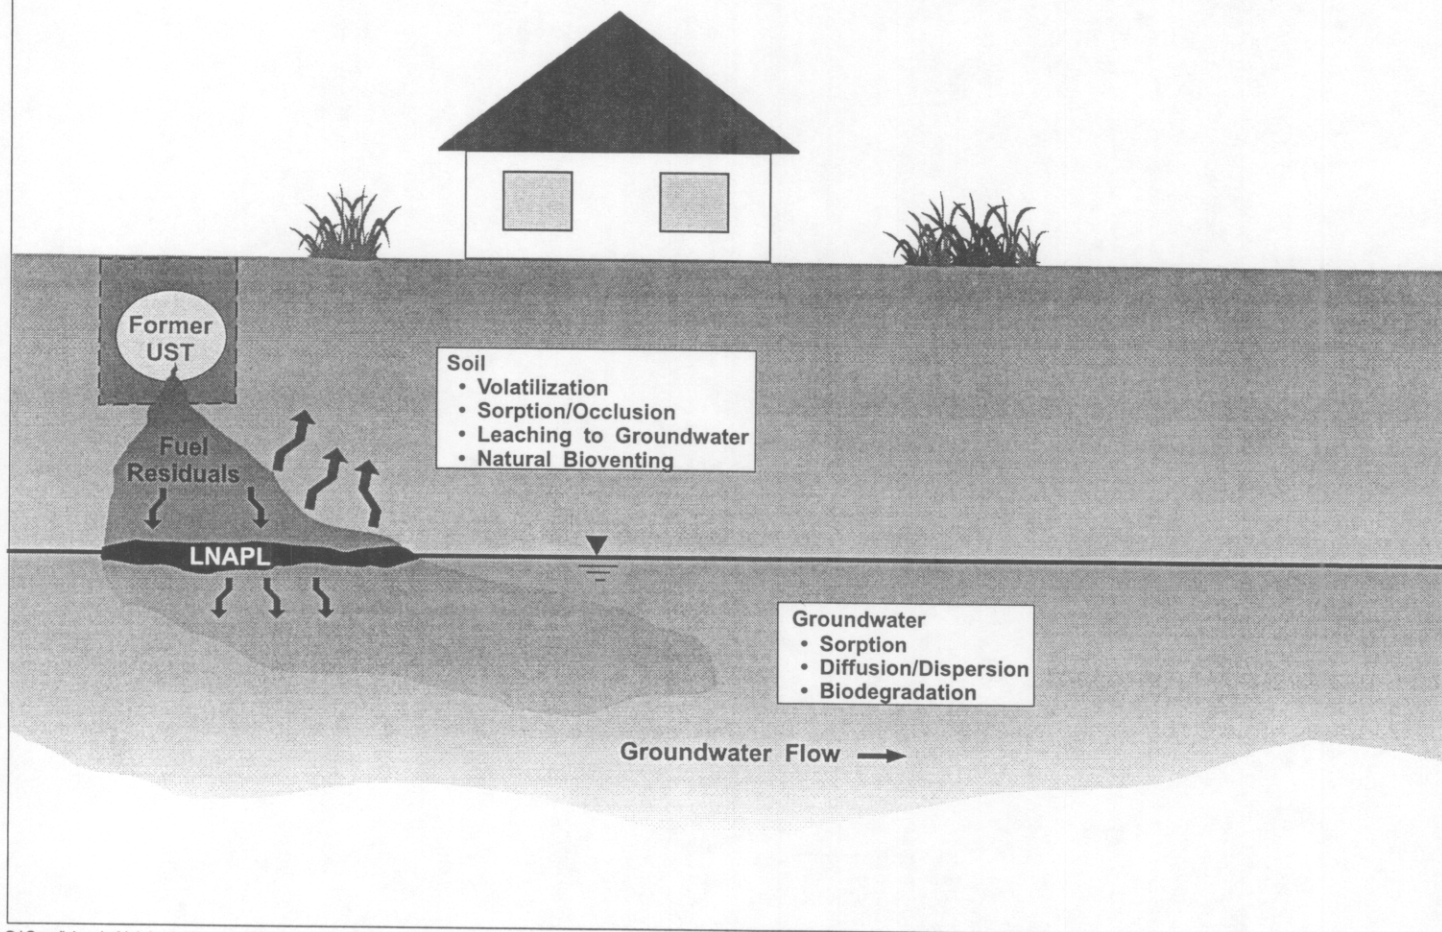 Former
UST
Fuel
Residuals
LNAPL
Soil
• Volatilization
• Sorption/Occlusion
• Leaching to Groundwater
• Natural Bioventing
Groundwater
• Sorption
• Diffusion/Dispersion
• Biodegradation
Groundwater Flow